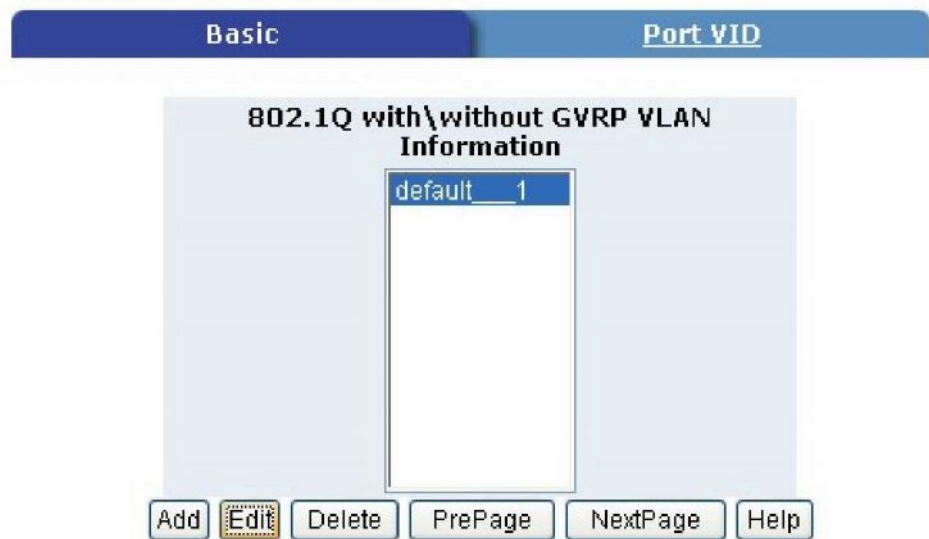 Basic
Port VID
802.1Q with\without GVRP VLAN
Information
default___1
Add Edit Delete PrePage NextPage Help